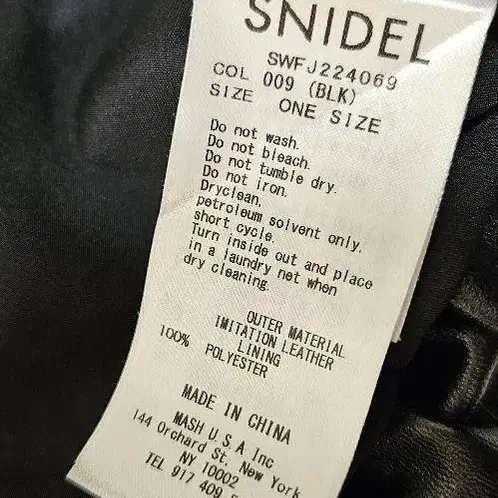 SNIDEL
SWFJ224069
COL 009 (BLK)
SIZE ONE SIZE
Do not wash.
Do not bleach.
Do not tumble dry.
Do not iron.
Dryclean.
petroleum solvent only.
short cycle.
Turn inside out and place
in a laundry net when
dry cleaning.
OUTER MATERIAL
IMITATION LEATHER
LINING
100% POLYESTER
MADE IN CHINA
MASH U S A Inc
144 Orchard St. New York
NY 10002
TEL 917 409